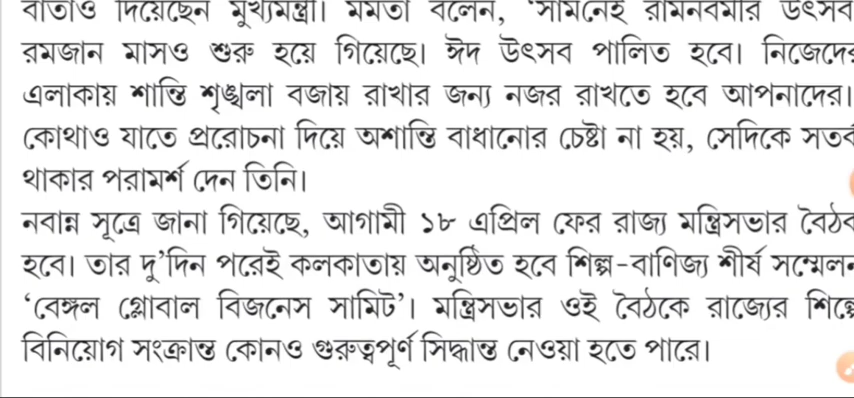 বার্তাও দিয়েছেন মুখ্যমন্ত্রী। মমতা বলেন, ‘সামনেই রামনবমীর উৎসব
রমজান মাসও শুরু হয়ে গিয়েছে। ঈদ উৎসব পালিত হবে। নিজেদের
এলাকায় শান্তি শৃঙ্খলা বজায় রাখার জন্য নজর রাখতে হবে আপনাদের।
কোথাও যাতে প্ররোচনা দিয়ে অশান্তি বাধানোর চেষ্টা না হয়, সেদিকে সতর্ক
থাকার পরামর্শ দেন তিনি।
নবান্ন সূত্রে জানা গিয়েছে, আগামী ১৮ এপ্রিল ফের রাজ্য মন্ত্রিসভার বৈঠক
হবে। তার দু’দিন পরেই কলকাতায় অনুষ্ঠিত হবে শিল্প-বাণিজ্য শীর্ষ সম্মেলন
‘বেঙ্গল গ্লোবাল বিজনেস সামিট’। মন্ত্রিসভার ওই বৈঠকে রাজ্যের শিল্পে
বিনিয়োগ সংক্রান্ত কোনও গুরুত্বপূর্ণ সিদ্ধান্ত নেওয়া হতে পারে।